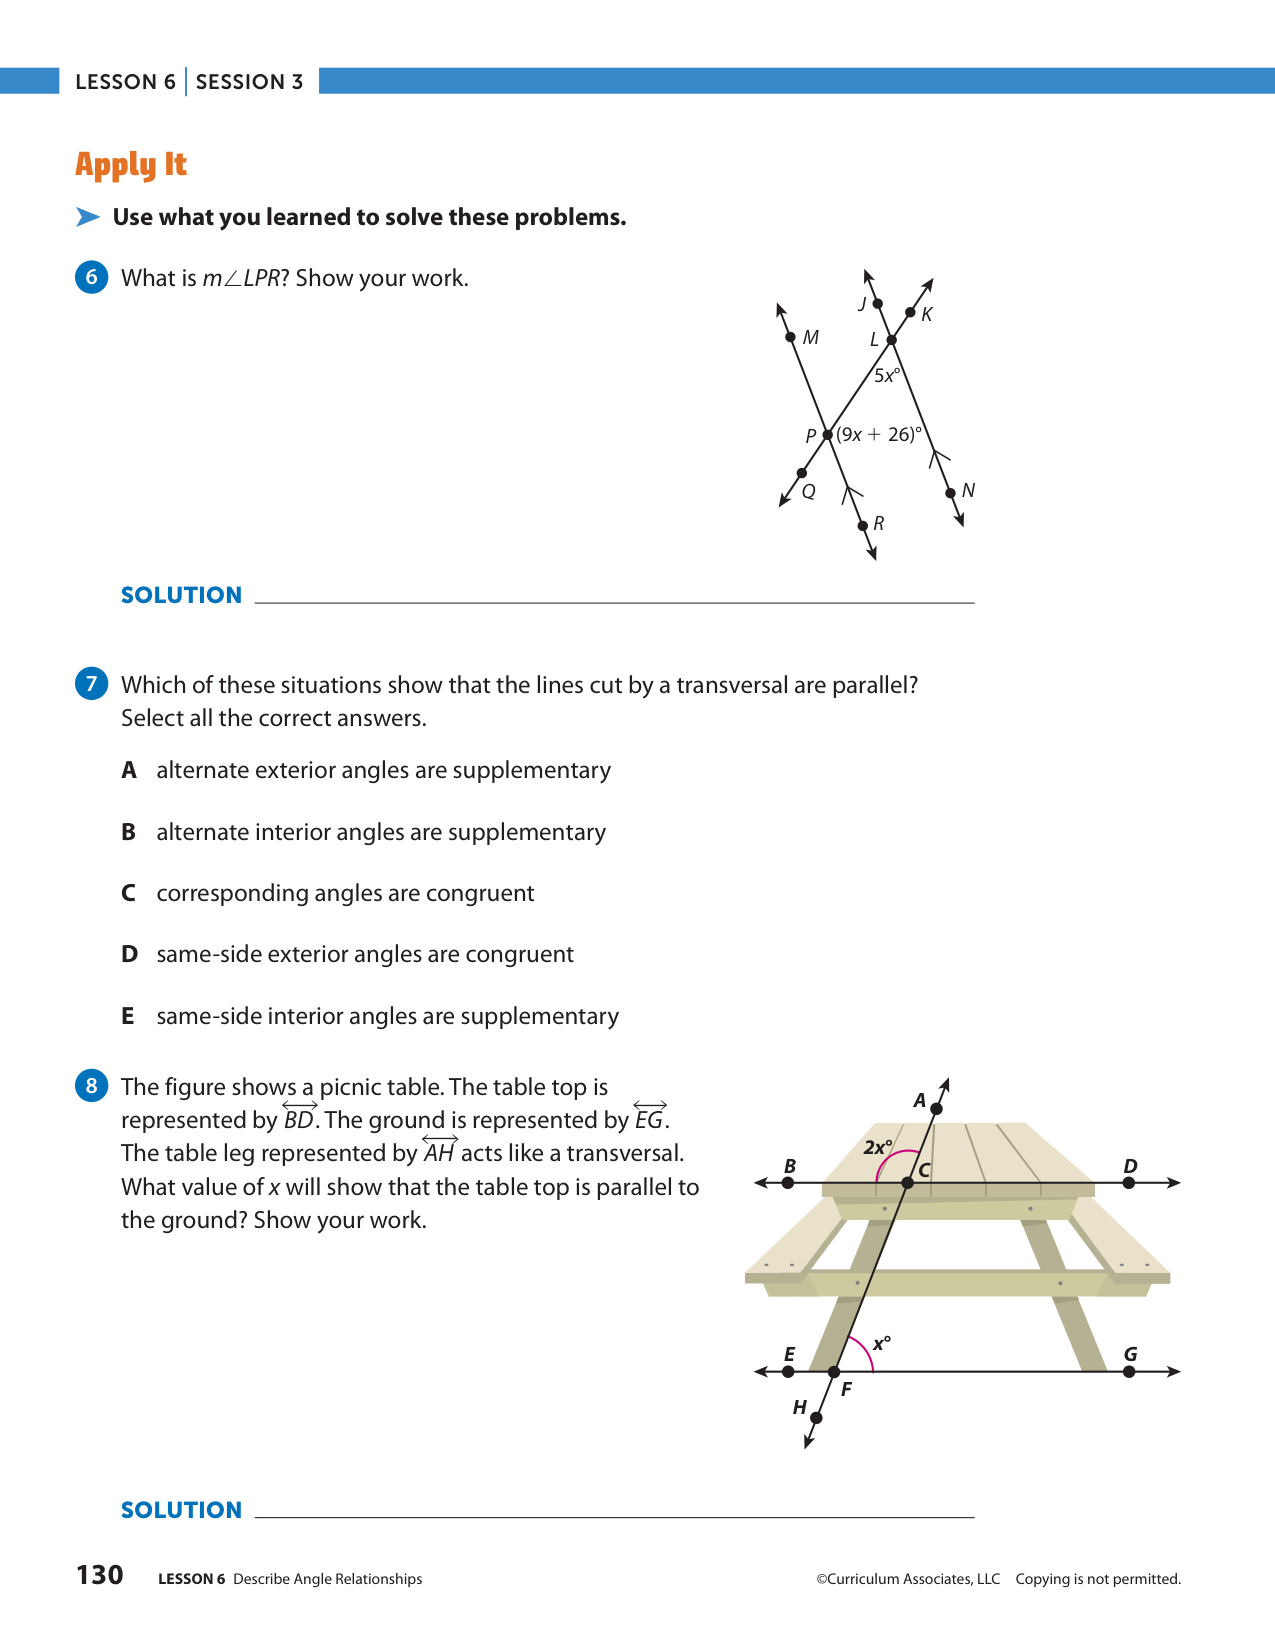 LESSON 6 | SESSION 3
Apply It
Use what you learned to solve these problems.
6 What is m∠LPR? Show your work.
J
K
M
L
5x°
P
(9x + 26)°
Q
N
R
SOLUTION
7 Which of these situations show that the lines cut by a transversal are parallel?
Select all the correct answers.
A alternate exterior angles are supplementary
B alternate interior angles are supplementary
C corresponding angles are congruent
D same-side exterior angles are congruent
E same-side interior angles are supplementary
8 The figure shows a picnic table. The table top is
represented by BD. The ground is represented by EG.
The table leg represented by AH acts like a transversal.
What value of x will show that the table top is parallel to
the ground? Show your work.
A
2x°
B
C
D
x°
E
G
F
H
SOLUTION
130 LESSON 6 Describe Angle Relationships
©Curriculum Associates, LLC Copying is not permitted.